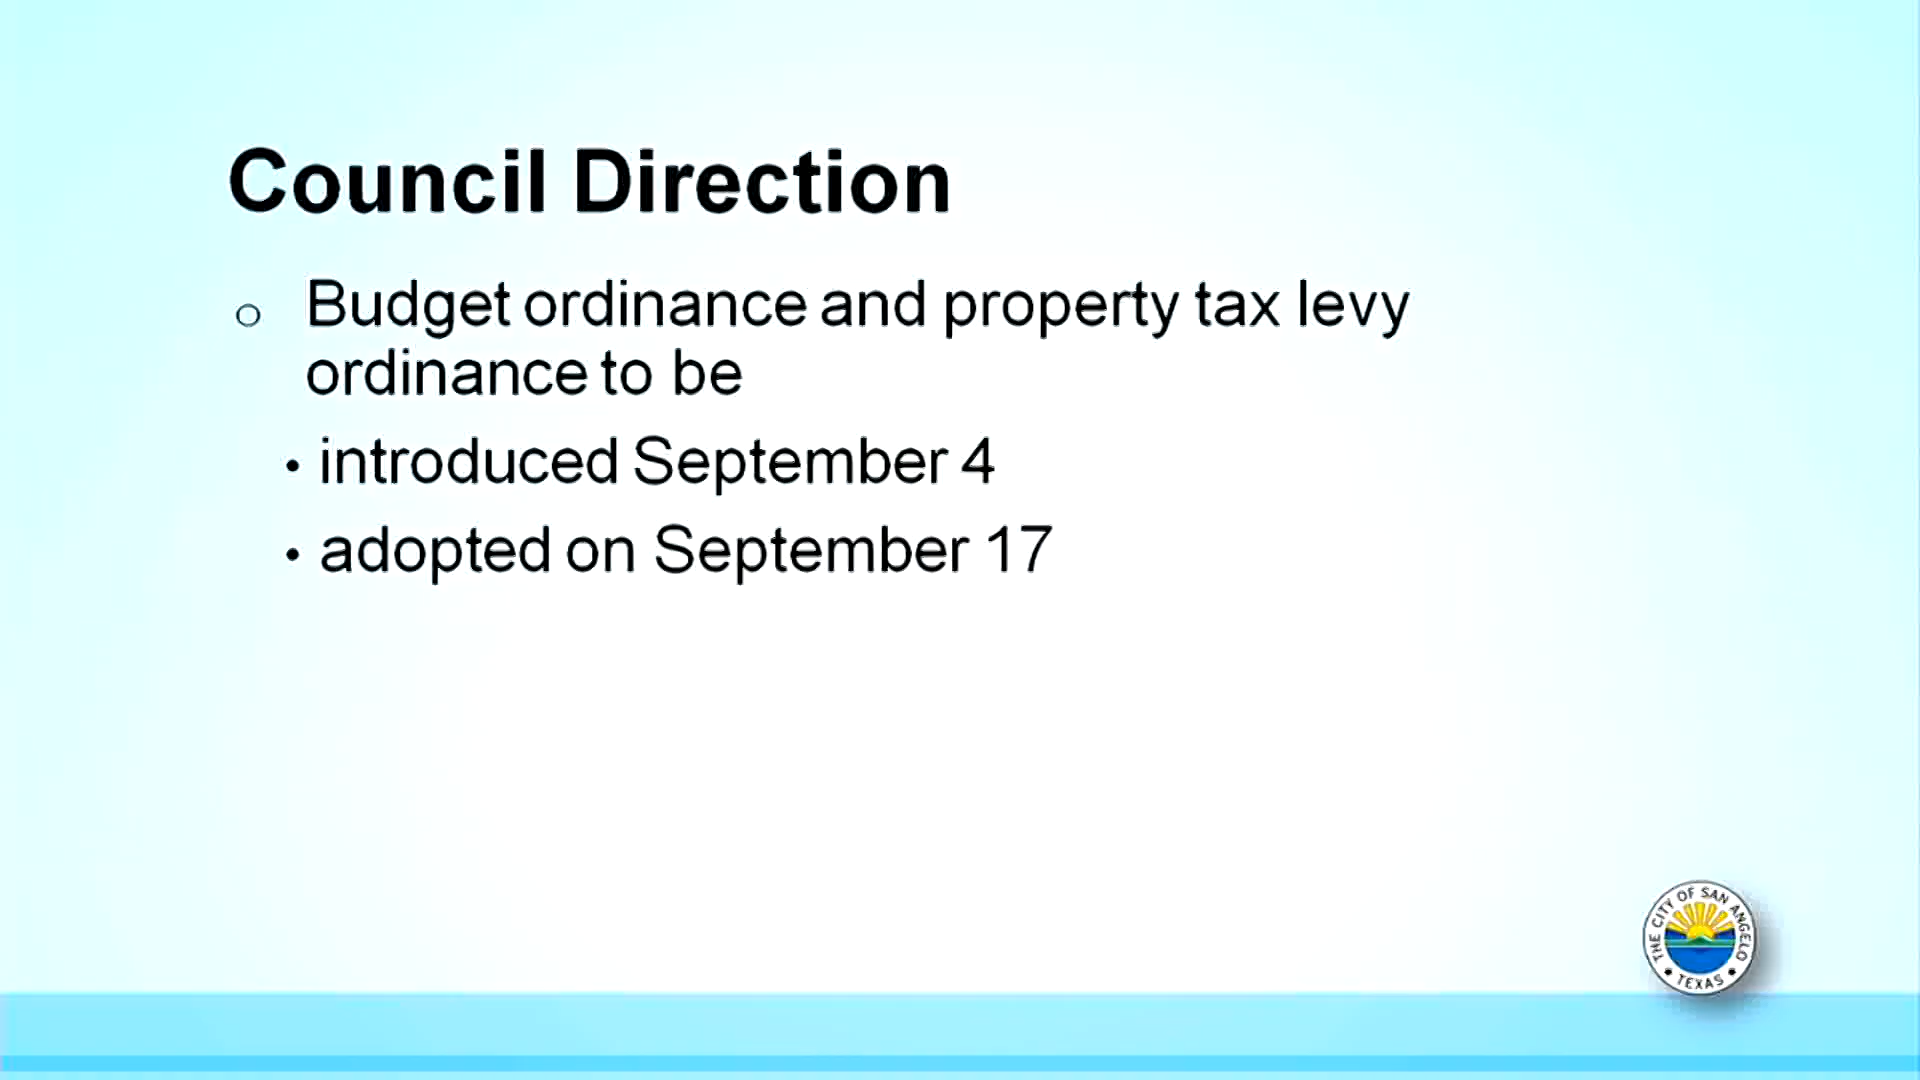 Council Direction
○ Budget ordinance and property tax levy
ordinance to be
• introduced September 4
• adopted on September 17
THE CITY OF SAN ANGELO
• TEXAS •